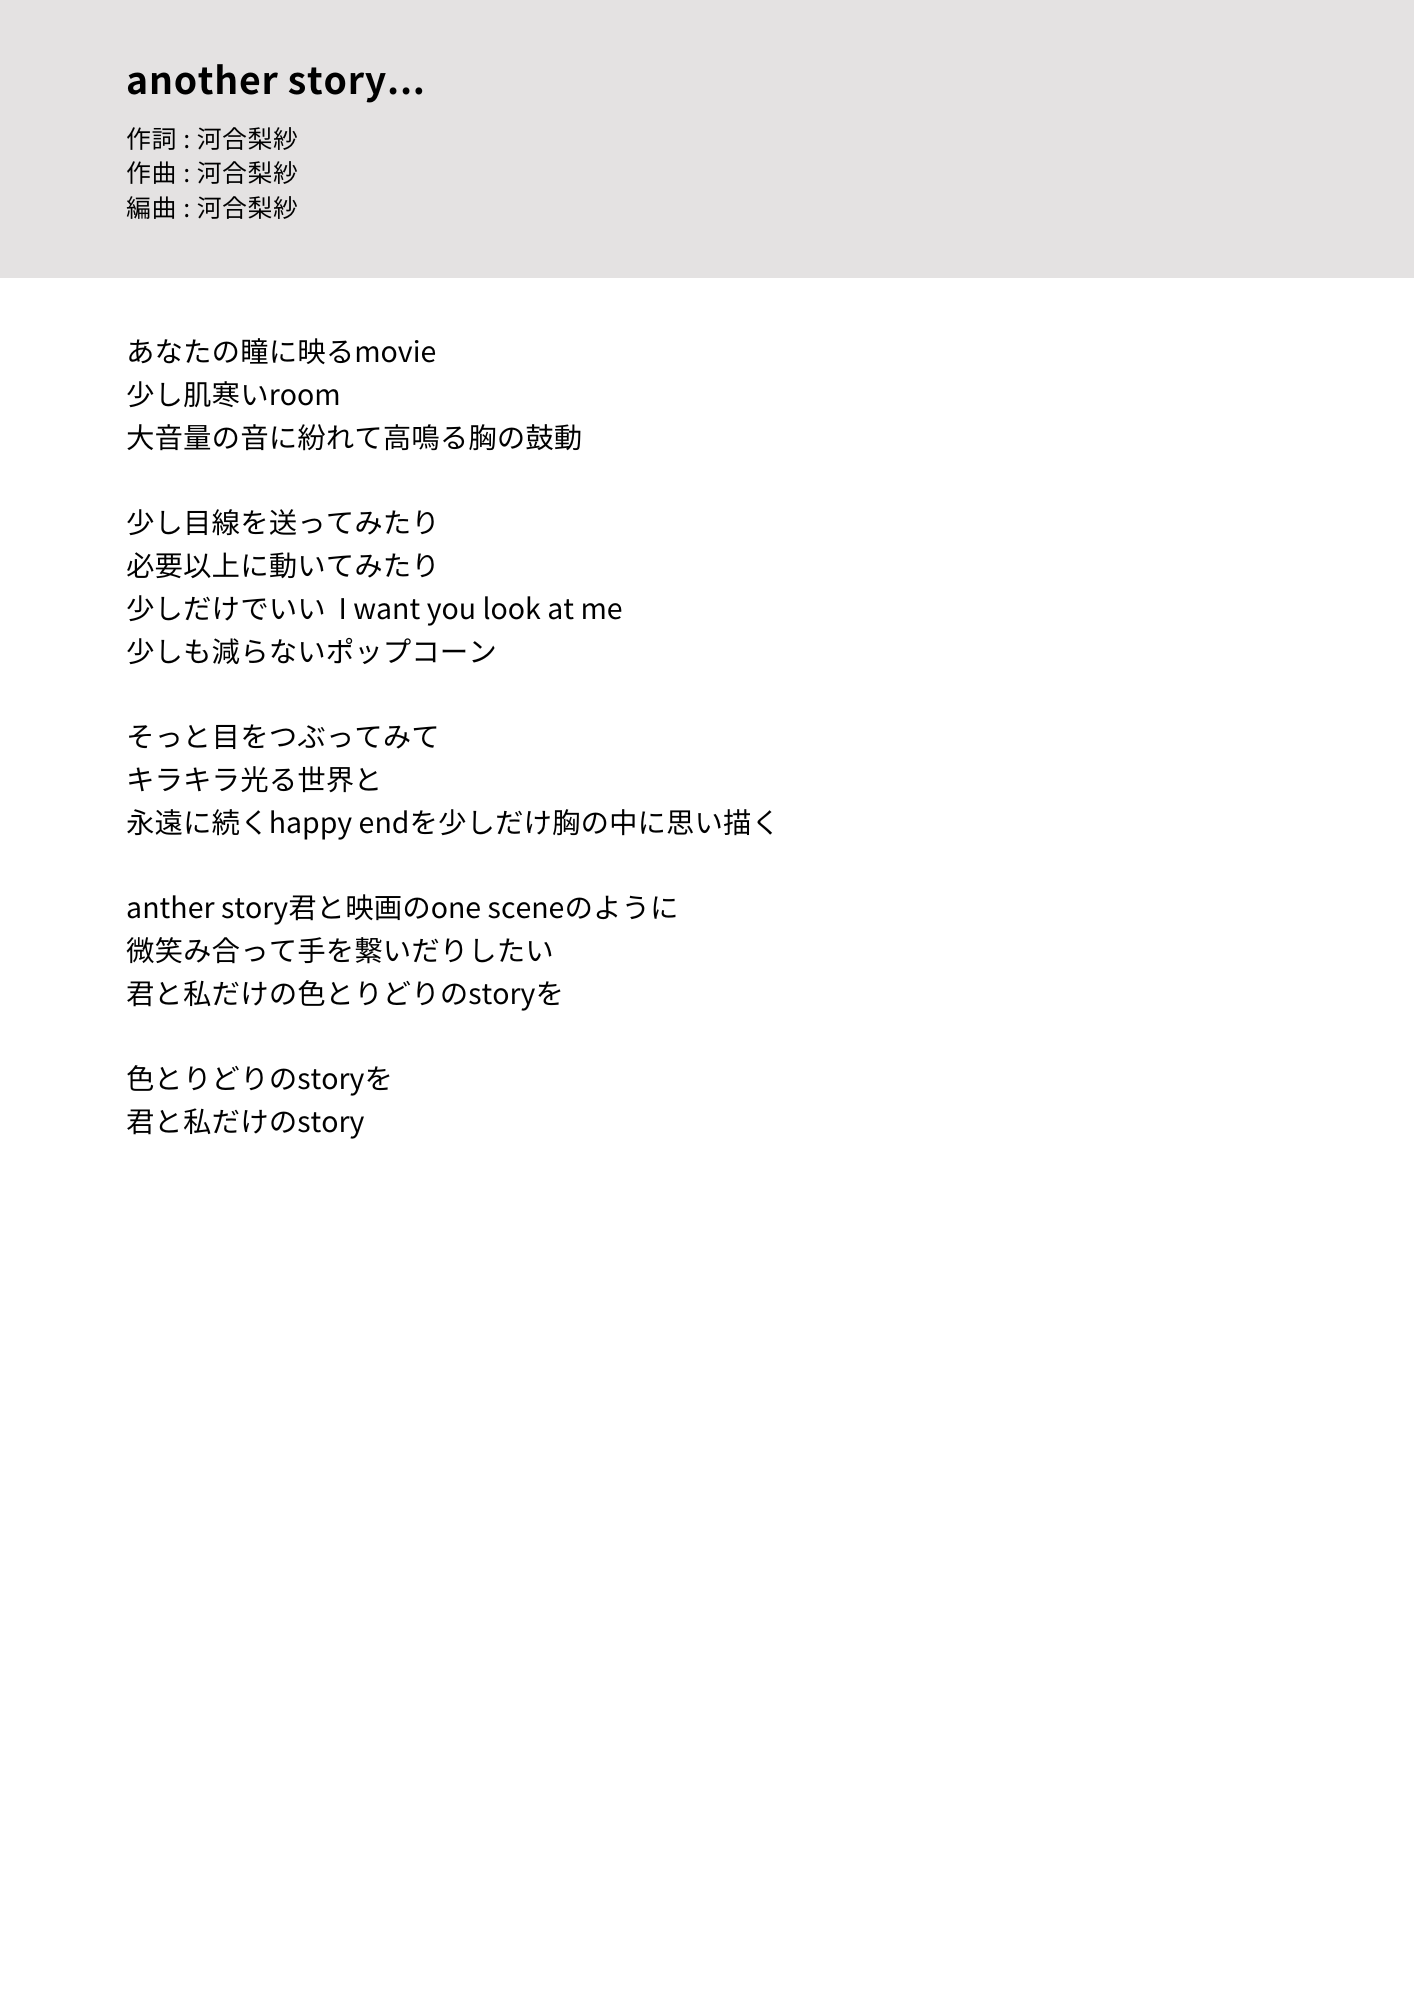 another story...
作詞 : 河合梨紗
作曲 : 河合梨紗
編曲 : 河合梨紗
あなたの瞳に映るmovie
少し肌寒いroom
大音量の音に紛れて高鳴る胸の鼓動
少し目線を送ってみたり
必要以上に動いてみたり
少しだけでいい I want you look at me
少しも減らないポップコーン
そっと目をつぶってみて
キラキラ光る世界と
永遠に続くhappy endを少しだけ胸の中に思い描く
anther story君と映画のone sceneのように
微笑み合って手を繋いだりしたい
君と私だけの色とりどりのstoryを
色とりどりのstoryを
君と私だけのstory